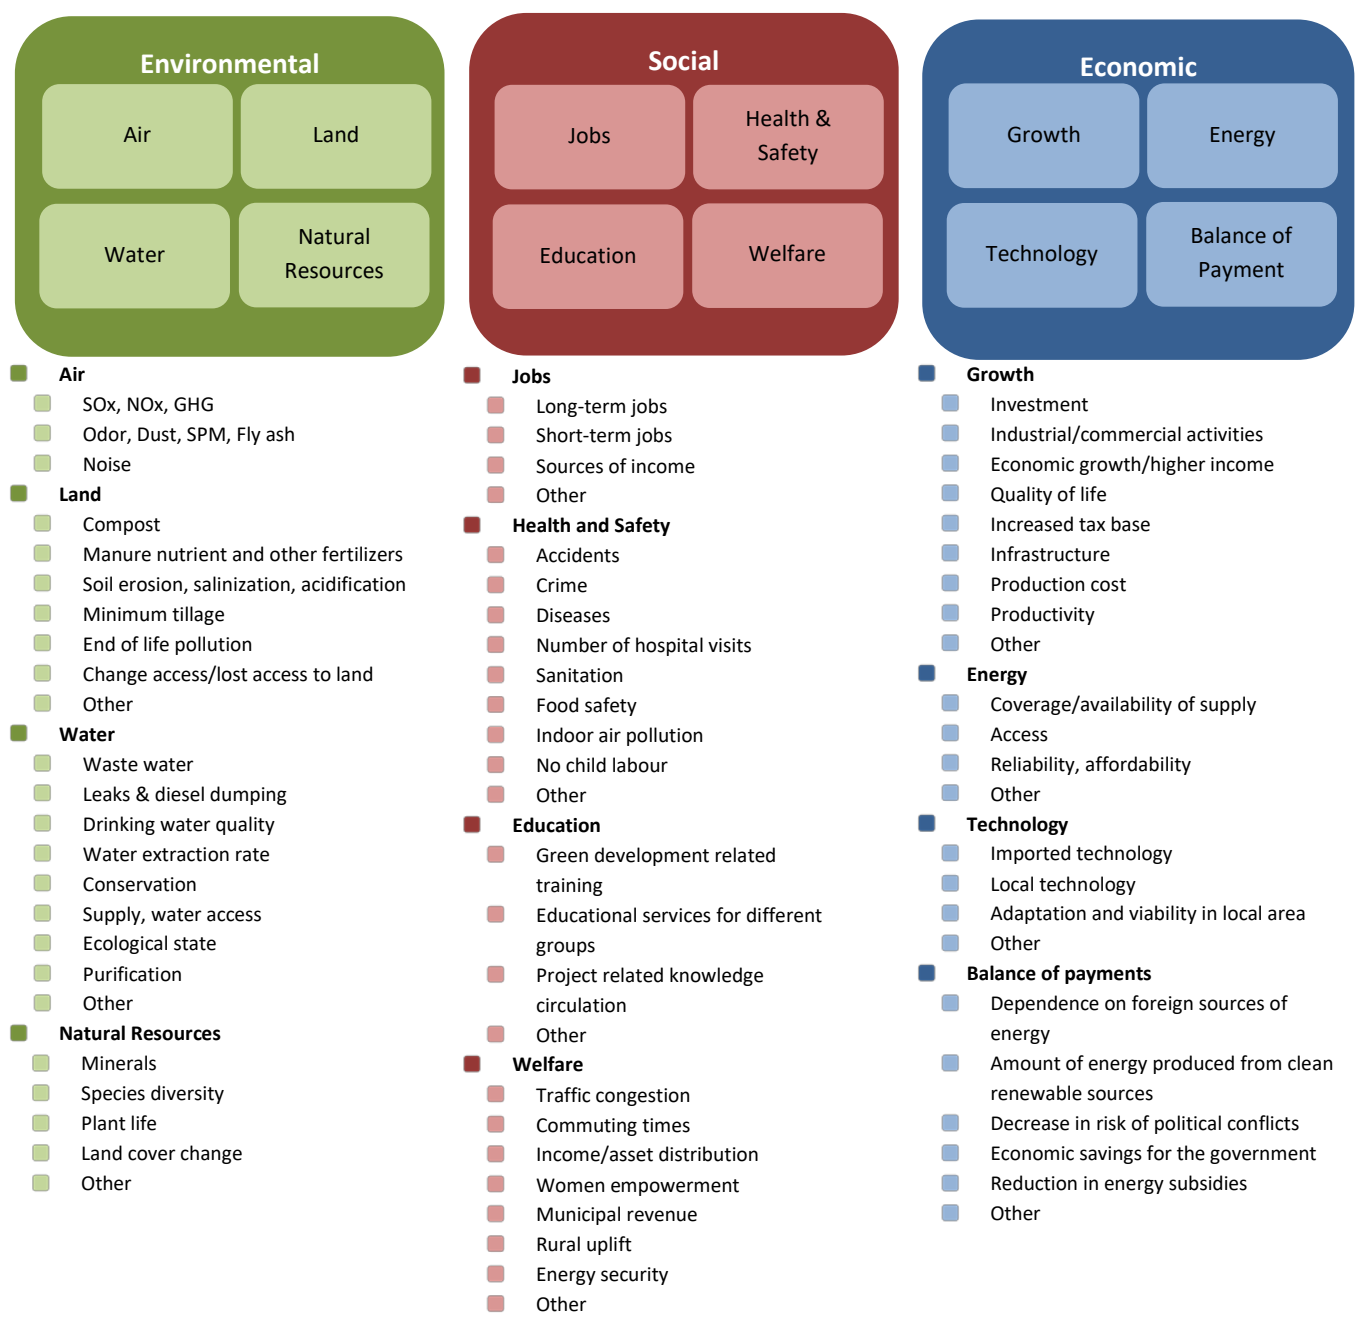 Environmental
Air
Land
Water
Natural
Resources
Social
Jobs
Health &
Safety
Education
Welfare
Economic
Growth
Energy
Technology
Balance of
Payment
Air
SOx, NOx, GHG
Odor, Dust, SPM, Fly ash
Noise
Land
Compost
Manure nutrient and other fertilizers
Soil erosion, salinization, acidification
Minimum tillage
End of life pollution
Change access/lost access to land
Other
Water
Waste water
Leaks & diesel dumping
Drinking water quality
Water extraction rate
Conservation
Supply, water access
Ecological state
Purification
Other
Natural Resources
Minerals
Species diversity
Plant life
Land cover change
Other
Jobs
Long-term jobs
Short-term jobs
Sources of income
Other
Health and Safety
Accidents
Crime
Diseases
Number of hospital visits
Sanitation
Food safety
Indoor air pollution
No child labour
Other
Education
Green development related
training
Educational services for different
groups
Project related knowledge
circulation
Other
Welfare
Traffic congestion
Commuting times
Income/asset distribution
Women empowerment
Municipal revenue
Rural uplift
Energy security
Other
Growth
Investment
Industrial/commercial activities
Economic growth/higher income
Quality of life
Increased tax base
Infrastructure
Production cost
Productivity
Other
Energy
Coverage/availability of supply
Access
Reliability, affordability
Other
Technology
Imported technology
Local technology
Adaptation and viability in local area
Other
Balance of payments
Dependence on foreign sources of
energy
Amount of energy produced from clean
renewable sources
Decrease in risk of political conflicts
Economic savings for the government
Reduction in energy subsidies
Other